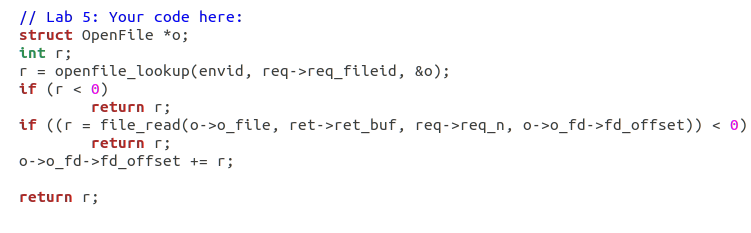 // Lab 5: Your code here:
struct OpenFile *o;
int r;
r = openfile_lookup(envid, req->req_fileid, &o);
if (r < 0)
        return r;
if ((r = file_read(o->o_file, ret->ret_buf, req->req_n, o->o_fd->fd_offset)) < 0)
        return r;
o->o_fd->fd_offset += r;

return r;